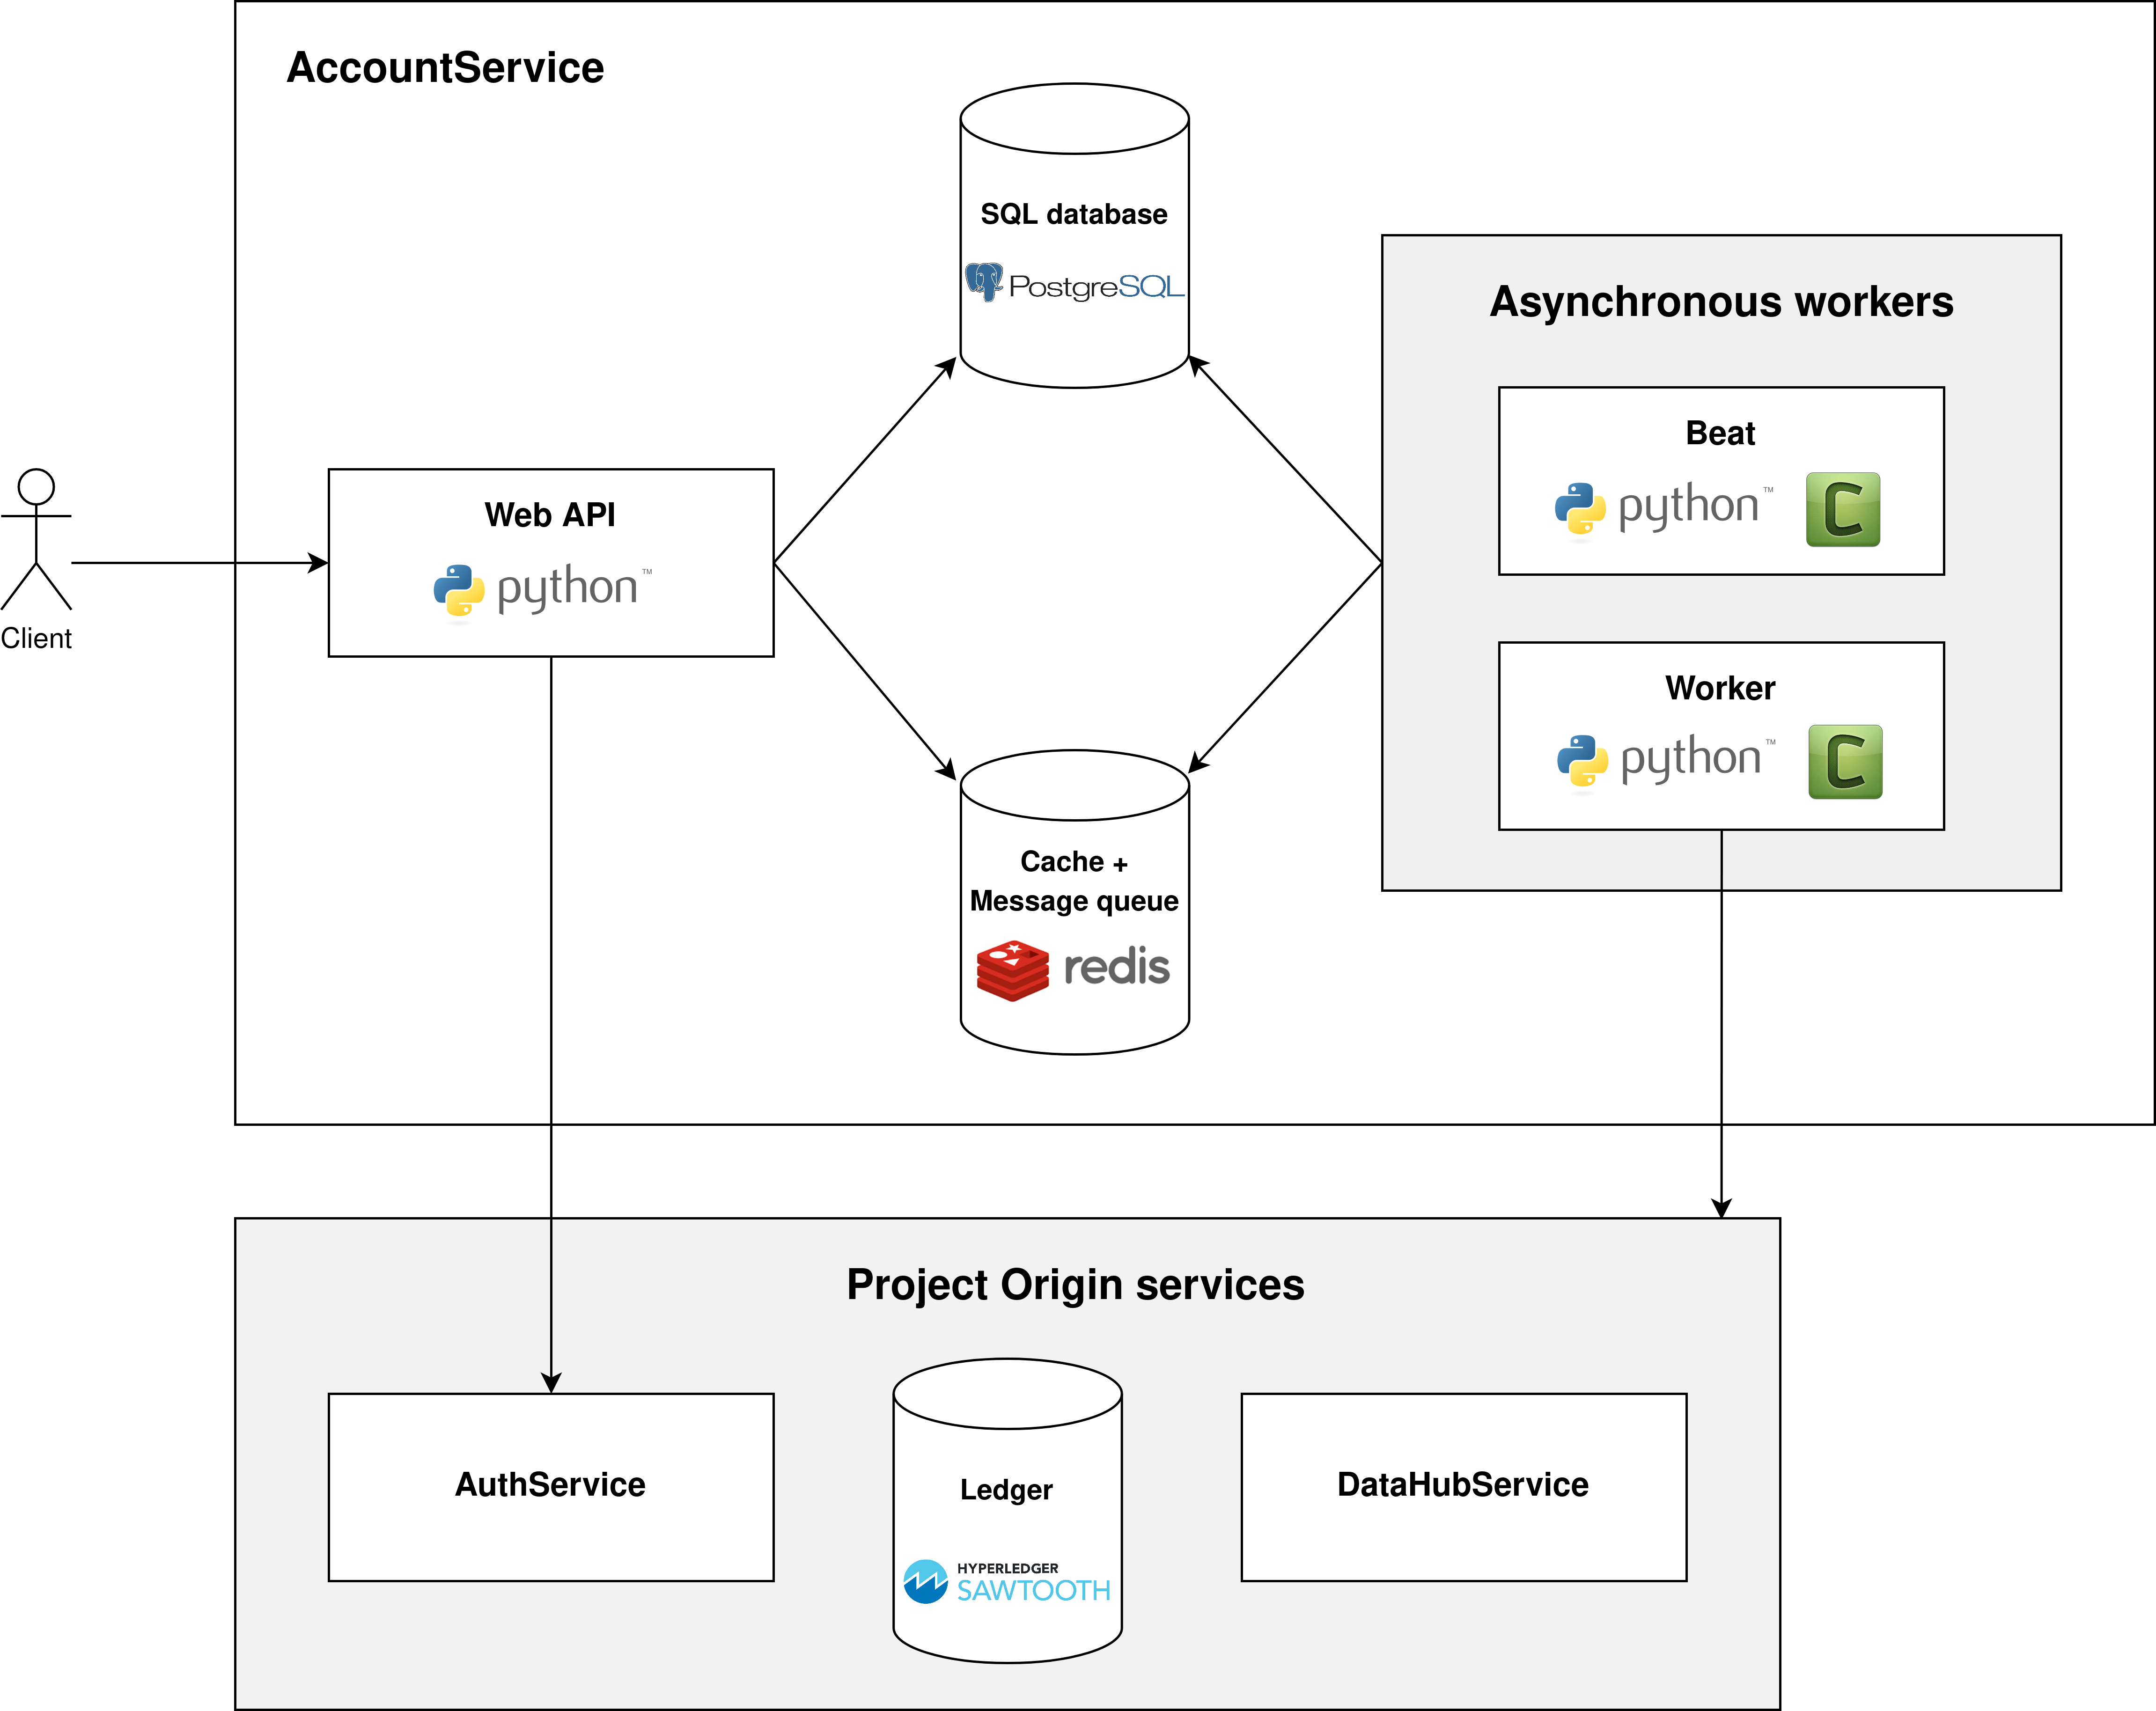 AccountService
SQL database
PostgreSQL
Asynchronous workers
Beat
python™
C
Client
Web API
python™
Worker
python™
C
Cache +
Message queue
redis
Project Origin services
AuthService
Ledger
HYPERLEDGER
SAWTOOTH
DataHubService